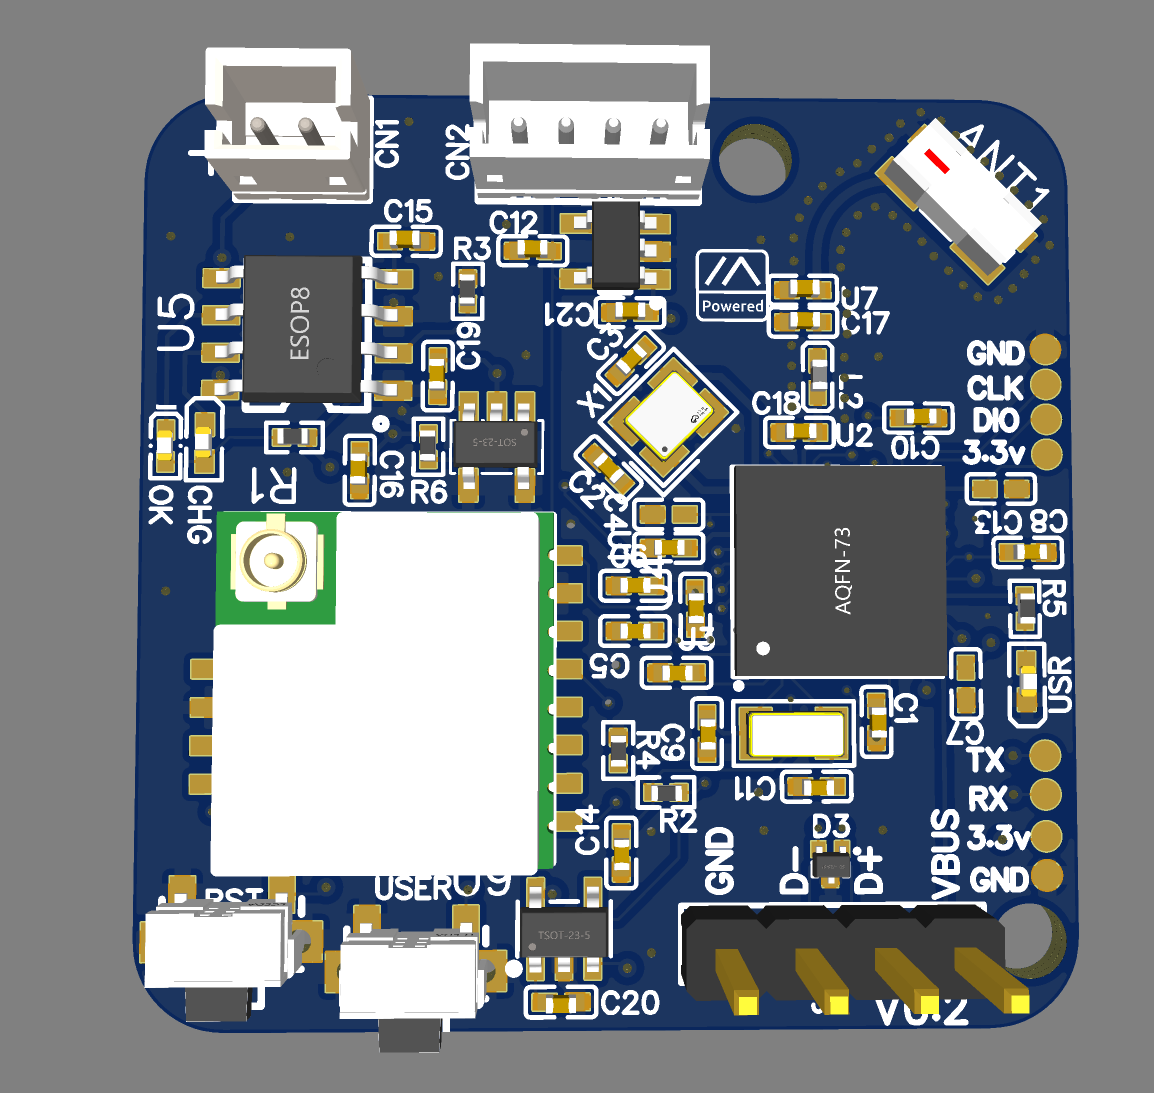 CN1
CN2
ANT1
C15
C12
R3
U5
ESOP8
C21
Powered
U7
C17
C19
C3
X1
L2
C18
U2
C10
GND
CLK
DIO
3.3v
SOT-23-5
C16
R6
R1
OK
CHG
C2
C4
C13
C8
AQFN-73
R5
C5
USR
C1
C7
C9
R4
R2
C11
TX
RX
3.3v
GND
C14
D3
GND
D-
D+
VBUS
RST
USER
U9
TSOT-23-5
C20
V0.2